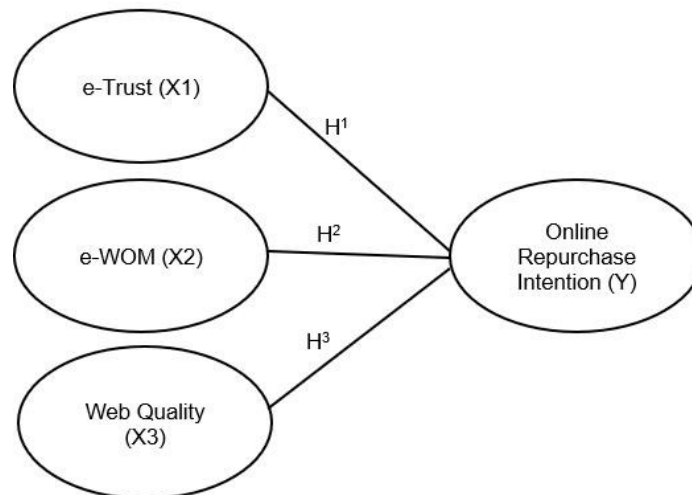 e-Trust (X1)
H¹
e-WOM (X2)
H²
Online
Repurchase
Intention (Y)
H³
Web Quality
(X3)